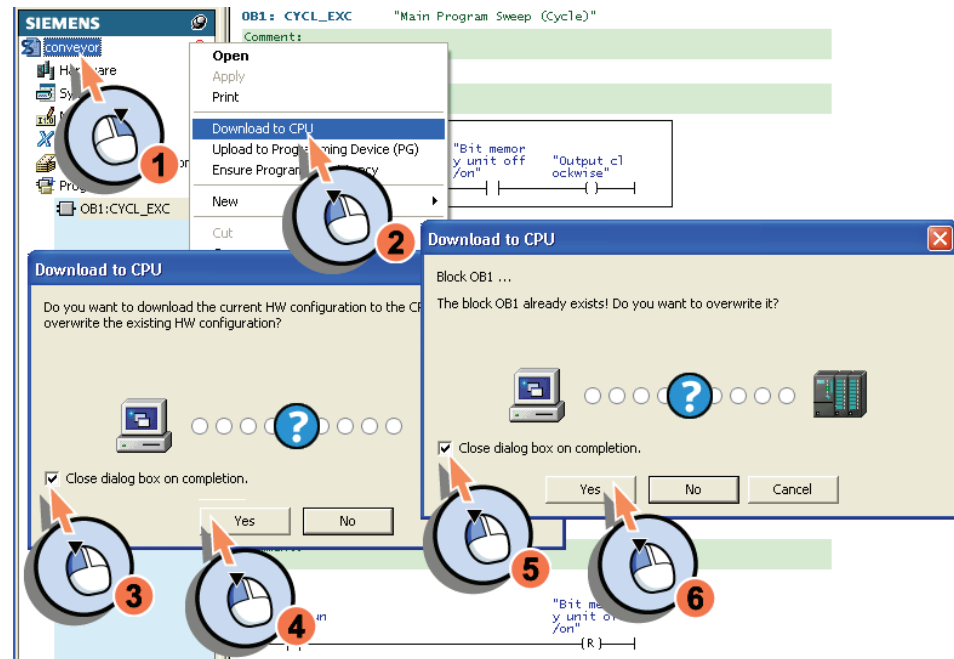 SIEMENS
OB1: CYCL_EXC "Main Program Sweep (Cycle)"
Comment:
conveyor
Open
Apply
Print
Download to CPU
Upload to Programming Device (PG)
New
Cut
OB1:CYCL_EXC
1
2
"Bit memor
y unit off
/on"
"Output cl
ockwise"
Download to CPU
Do you want to download the current HW configuration to the
overwrite the existing HW configuration?
Close dialog box on completion.
Yes
No
3
4
Download to CPU
Block OB1 ...
The block OB1 already exists! Do you want to overwrite it?
Close dialog box on completion.
Yes
No
Cancel
5
6
Comment:
"Bit
y unit
/on"
(R)